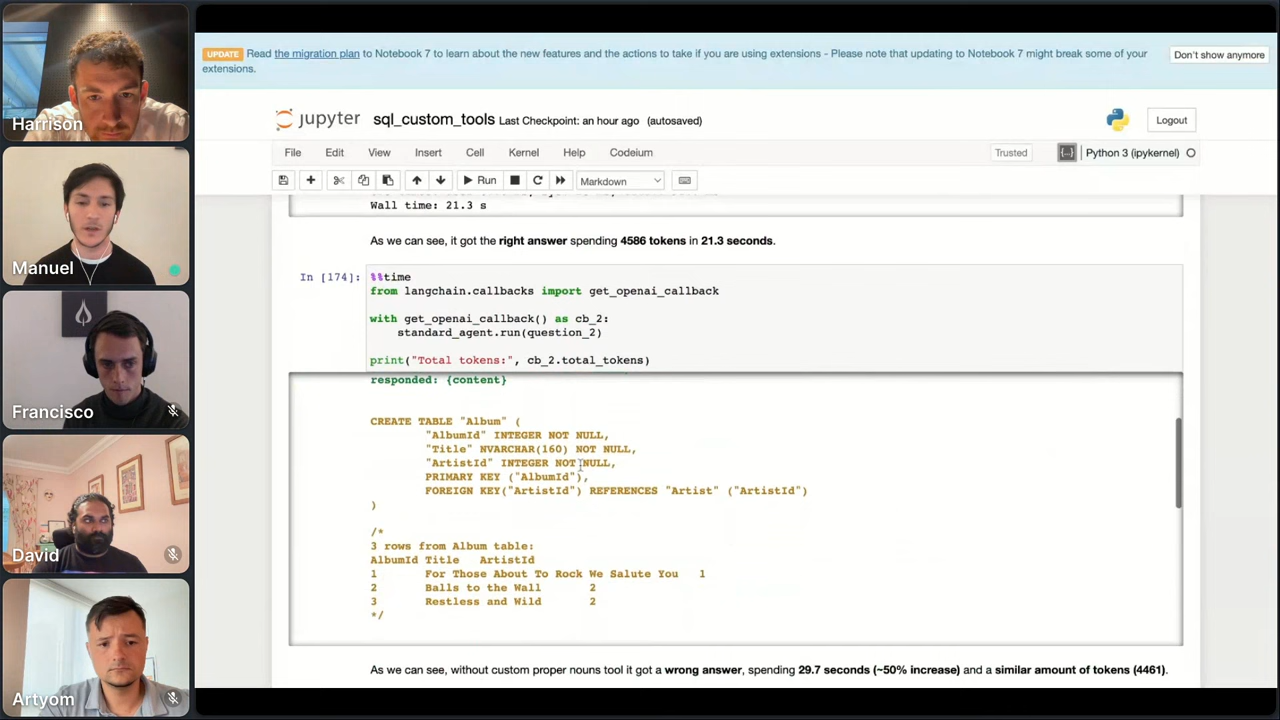 Harrison
Manuel
Francisco
David
Artyom
UPDATE Read the migration plan to Notebook 7 to learn about the new features and the actions to take if you are using extensions - Please note that updating to Notebook 7 might break some of your
extensions.
Don't show anymore
jupyter sql_custom_tools Last Checkpoint: an hour ago (autosaved)
Logout
File Edit View Insert Cell Kernel Help Codeium
Trusted
Python 3 (ipykernel)
Run
Markdown
Wall time: 21.3 s
As we can see, it got the right answer spending 4586 tokens in 21.3 seconds.
In [174]: %%time
from langchain.callbacks import get_openai_callback
with get_openai_callback() as cb_2:
standard_agent.run(question_2)
print("Total tokens:", cb_2.total_tokens)
responded: {content}
CREATE TABLE "Album" (
"AlbumId" INTEGER NOT NULL,
"Title" NVARCHAR(160) NOT NULL,
"ArtistId" INTEGER NOT NULL,
PRIMARY KEY ("AlbumId"),
FOREIGN KEY("ArtistId") REFERENCES "Artist" ("ArtistId")
)
/*
3 rows from Album table:
AlbumId Title ArtistId
1 For Those About To Rock We Salute You 1
2 Balls to the Wall 2
3 Restless and Wild 2
*/
As we can see, without custom proper nouns tool it got a wrong answer, spending 29.7 seconds (~50% increase) and a similar amount of tokens (4461).